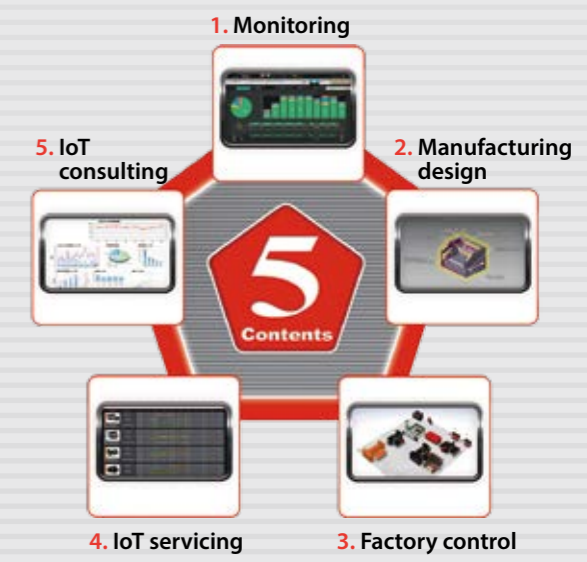 1. Monitoring
2. Manufacturing
design
5. IoT
consulting
5
Contents
4. IoT servicing
3. Factory control